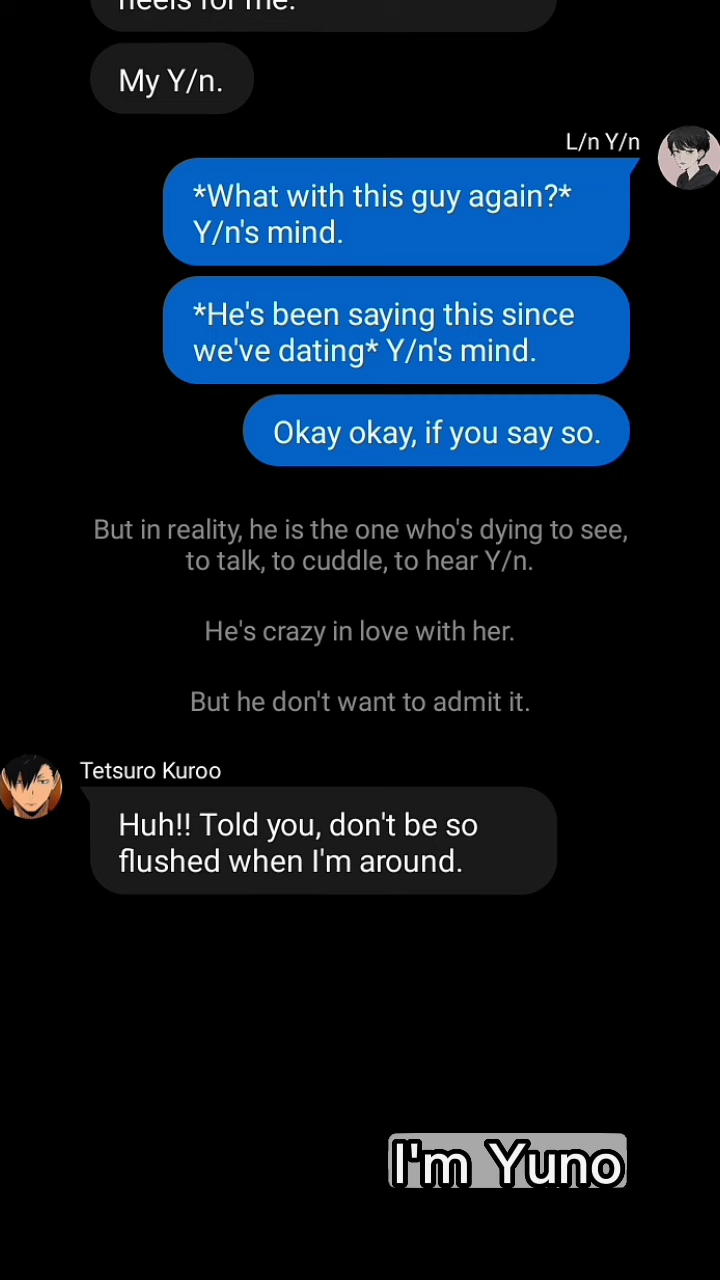 heels for me.
My Y/n.
L/n Y/n
*What with this guy again?*
Y/n's mind.
*He's been saying this since
we've dating* Y/n's mind.
Okay okay, if you say so.
But in reality, he is the one who's dying to see,
to talk, to cuddle, to hear Y/n.
He's crazy in love with her.
But he don't want to admit it.
Tetsuro Kuroo
Huh!! Told you, don't be so
flushed when I'm around.
I'm Yuno